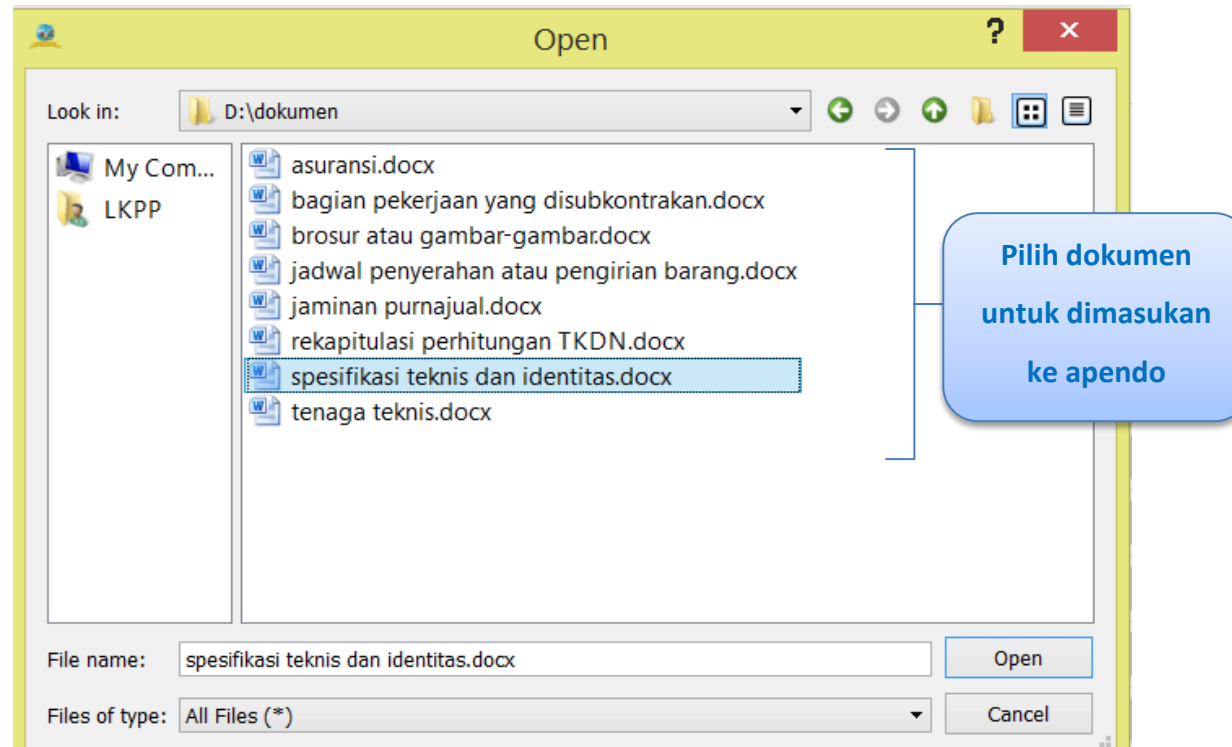 Open
?
Look in:
D:\dokumen
My Com...
LKPP
asuransi.docx
bagian pekerjaan yang disubkontrakan.docx
brosur atau gambar-gambar.docx
jadwal penyerahan atau pengirian barang.docx
jaminan purnajual.docx
rekapitulasi perhitungan TKDN.docx
spesifikasi teknis dan identitas.docx
tenaga teknis.docx
Pilih dokumen
untuk dimasukan
ke apendo
File name:
spesifikasi teknis dan identitas.docx
Open
Files of type:
All Files (*)
Cancel